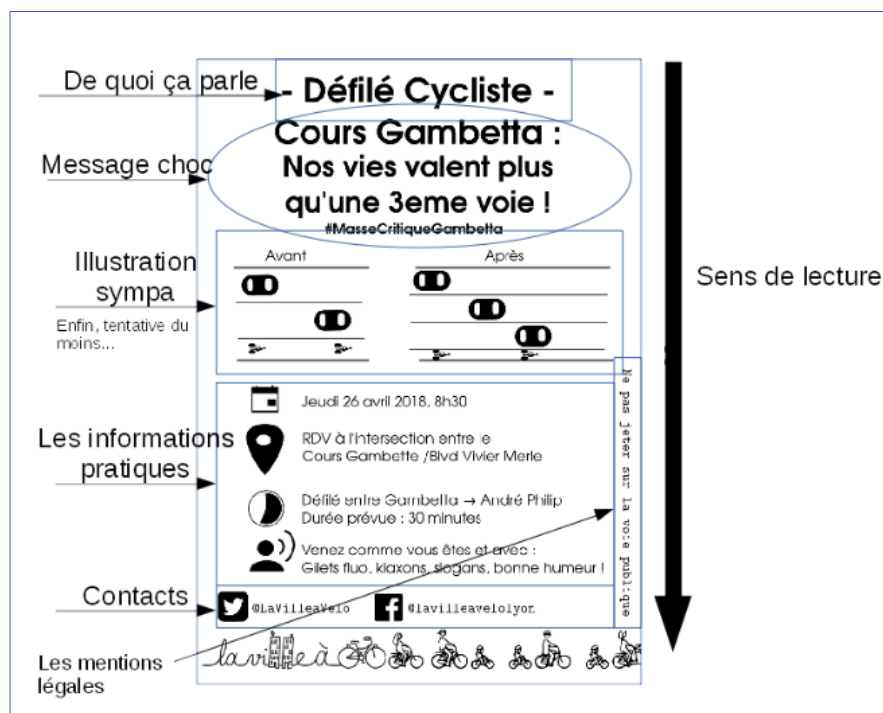 De quoi ça parle
- Défilé Cycliste -
Message choc
Cours Gambetta :
Nos vies valent plus
qu'une 3eme voie !
#MasseCritiqueGambetta
Illustration
sympa
Enfin, tentative du
moins...
Avant
Après
Sens de lecture
Les informations
pratiques
Jeudi 26 avril 2018, 8h30
RDV à l'intersection entre le
Cours Gambette /Blvd Vivier Merle
Défilé entre Gambetta → André Philip
Durée prévue : 30 minutes
Venez comme vous êtes et avec :
Gilets fluo, klaxons, slogans, bonne humeur !
Ne pas jeter sur la voie publique
Contacts
@LaVilleaVelo
@lavilleavelolyon
Les mentions
légales
la ville à